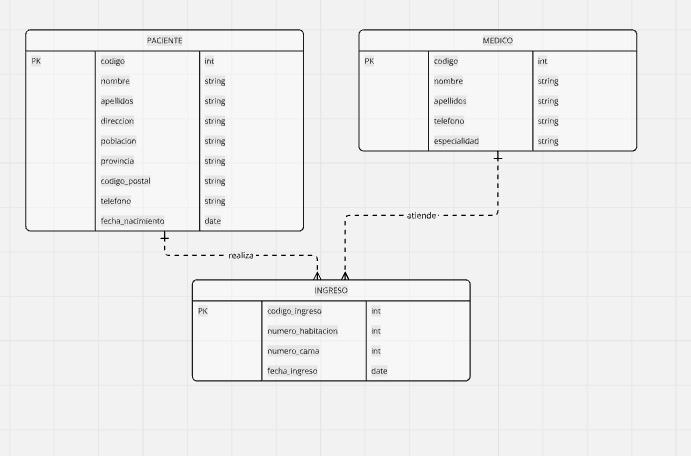 PACIENTE
PK codigo int
nombre string
apellidos string
direccion string
poblacion string
provincia string
codigo_postal string
telefono string
fecha_nacimiento date
MEDICO
PK codigo int
nombre string
apellidos string
telefono string
especialidad string
atiende
realiza
INGRESO
PK codigo_ingreso int
numero_habitacion int
numero_cama int
fecha_ingreso date